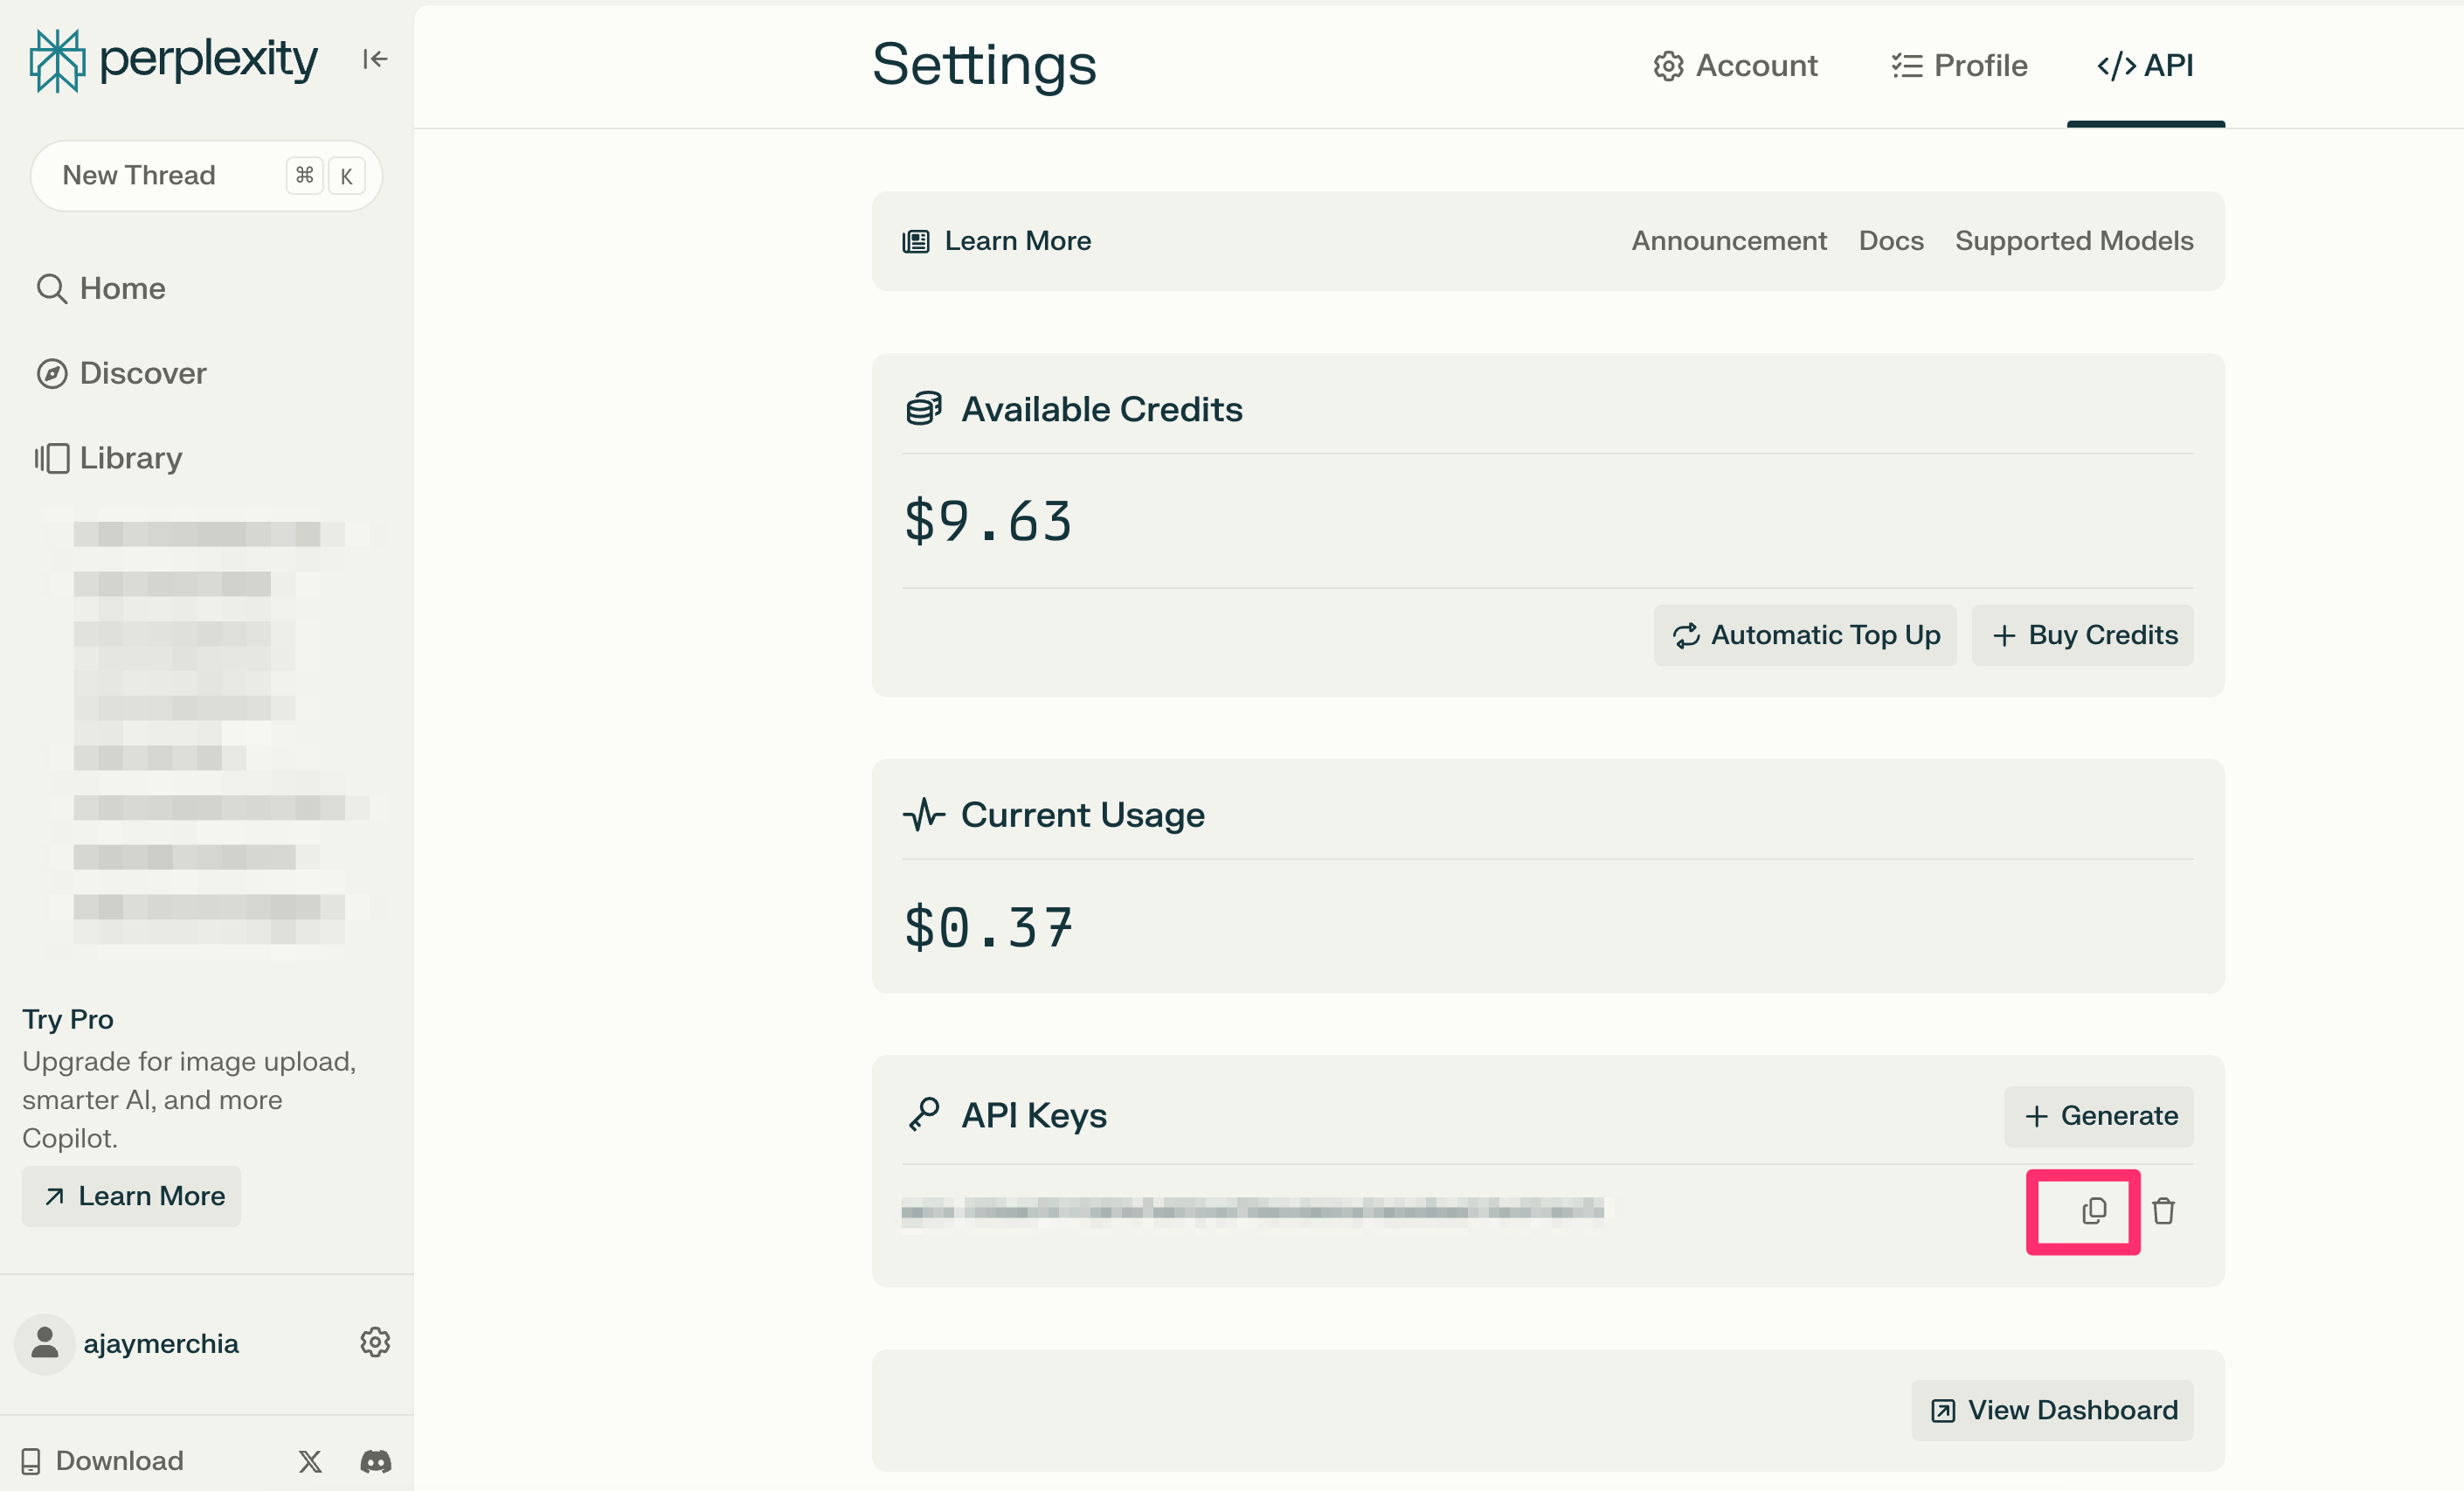 perplexity
New Thread ⌘ K
Home
Discover
Library
Try Pro
Upgrade for image upload,
smarter AI, and more
Copilot.
Learn More
ajaymerchia
Download
Settings
Account Profile </> API
Learn More Announcement Docs Supported Models
Available Credits
$9.63
Automatic Top Up + Buy Credits
Current Usage
$0.37
API Keys + Generate
View Dashboard